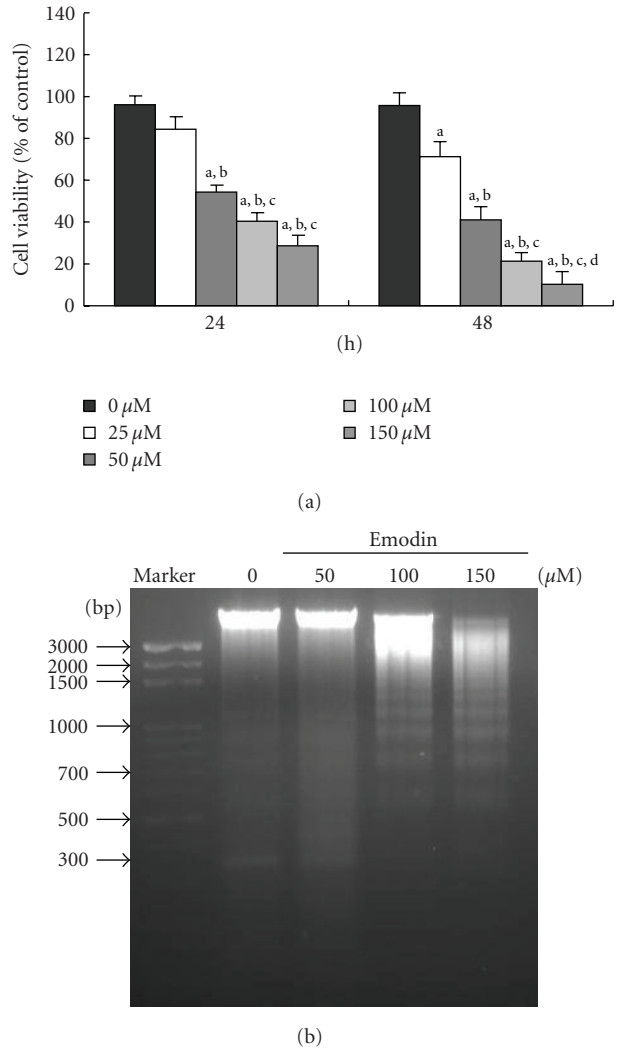 Cell viability (% of control)
140
120
100
80
60
40
20
0
a, b
a, b, c
a, b, c
a
a, b
a, b, c
a, b, c, d
24
48
(h)
0 μM
25 μM
50 μM
100 μM
150 μM
(a)
Emodin
Marker 0 50 100 150 (μM)
(bp)
3000
2000
1500
1000
700
500
300
(b)